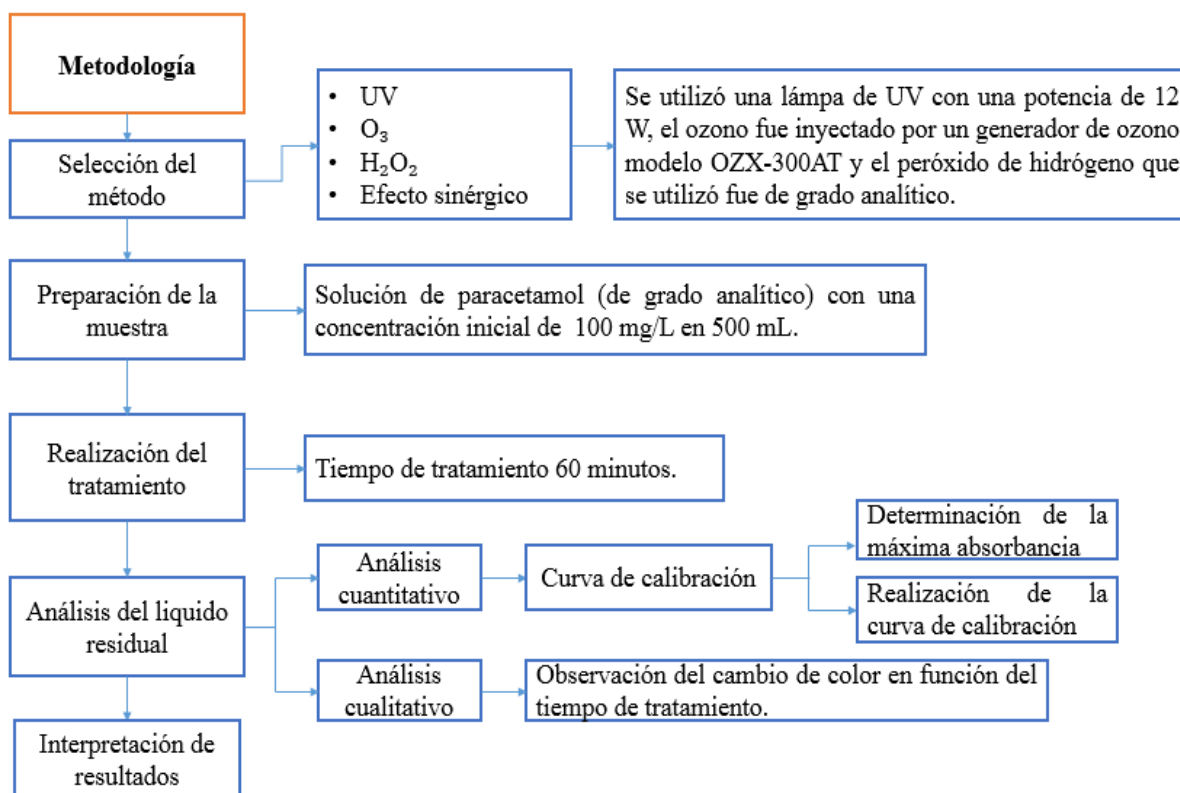 Metodología
Selección del
método
• UV
• O₃
• H₂O₂
• Efecto sinérgico
Se utilizó una lámpa de UV con una potencia de 12
W, el ozono fue inyectado por un generador de ozono
modelo OZX-300AT y el peróxido de hidrógeno que
se utilizó fue de grado analítico.
Preparación de la
muestra
Solución de paracetamol (de grado analítico) con una
concentración inicial de 100 mg/L en 500 mL.
Realización del
tratamiento
Tiempo de tratamiento 60 minutos.
Análisis del liquido
residual
Análisis
cuantitativo
Curva de calibración
Determinación de la
máxima absorbancia
Realización de la
curva de calibración
Análisis
cualitativo
Observación del cambio de color en función del
tiempo de tratamiento.
Interpretación de
resultados